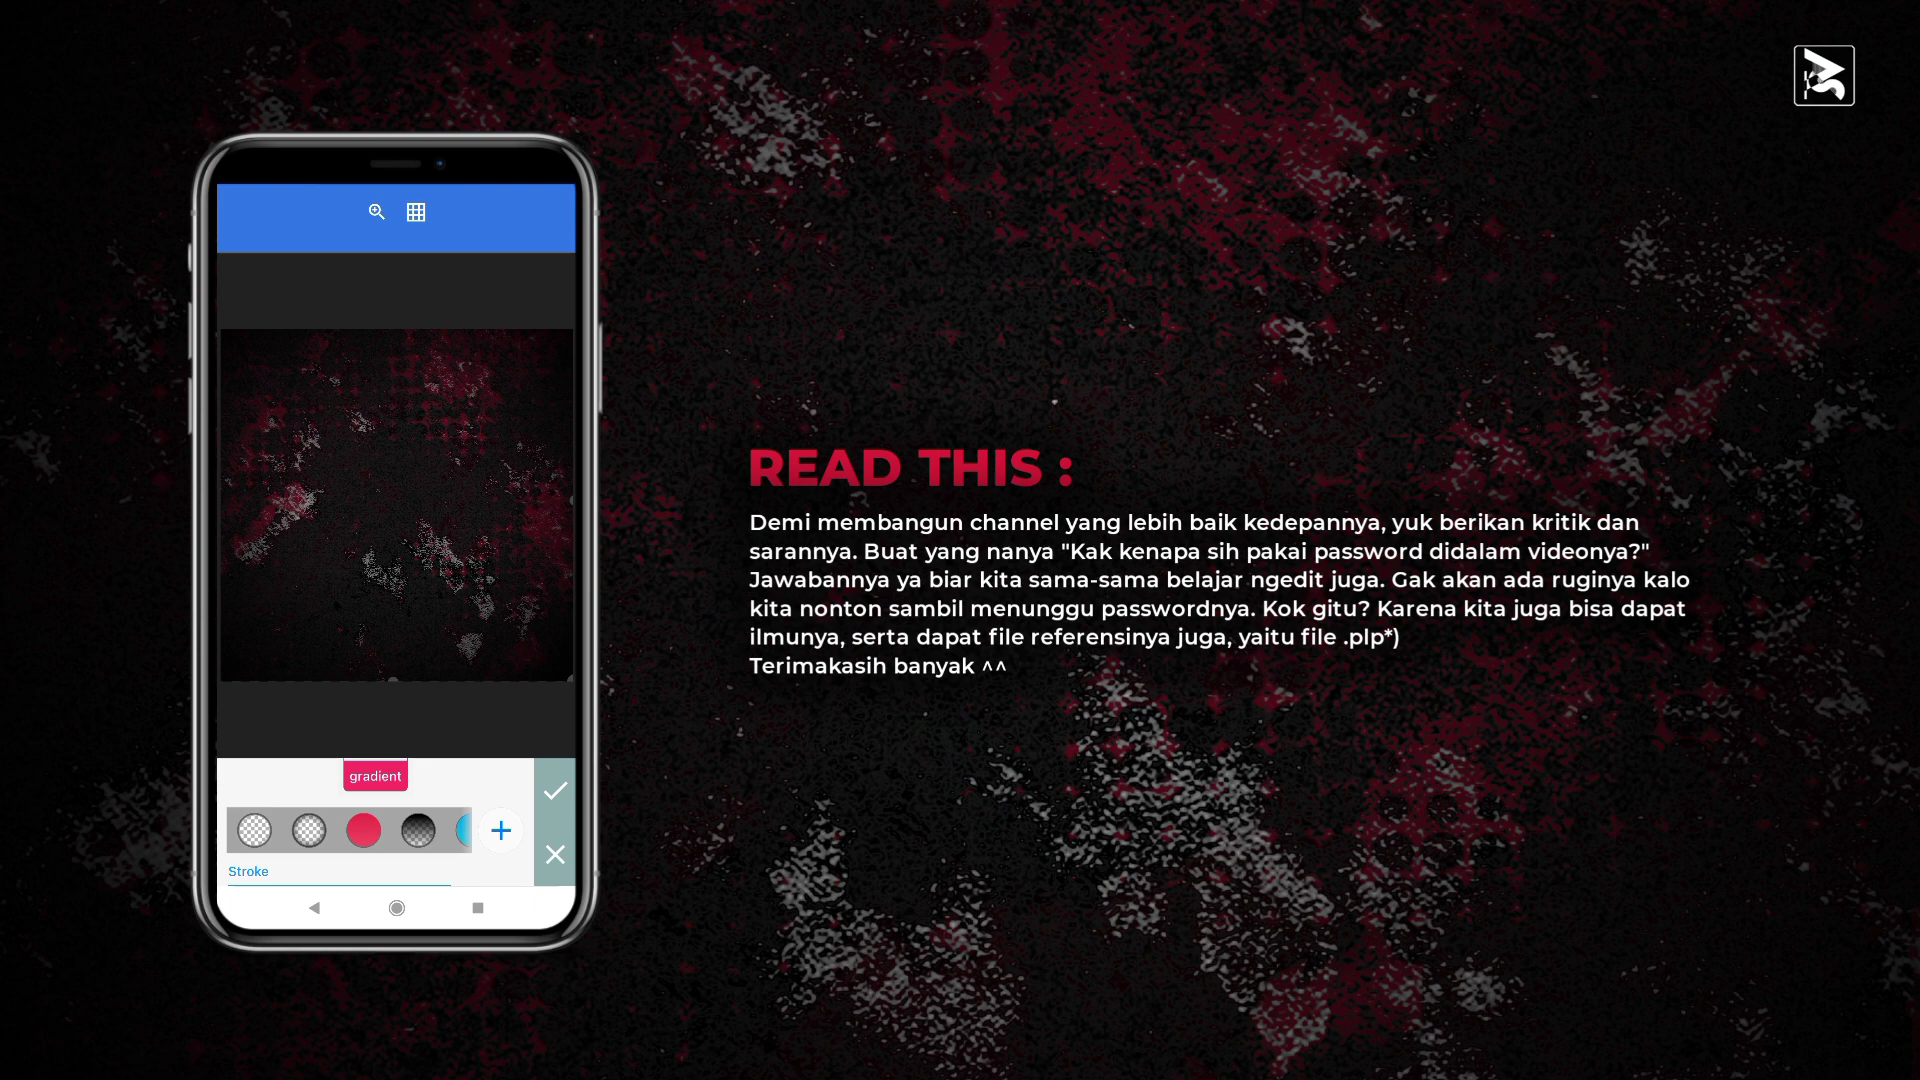 READ THIS :
Demi membangun channel yang lebih baik kedepannya, yuk berikan kritik dan
sarannya. Buat yang nanya "Kak kenapa sih pakai password didalam videonya?"
Jawabannya ya biar kita sama-sama belajar ngedit juga. Gak akan ada ruginya kalo
kita nonton sambil menunggu passwordnya. Kok gitu? Karena kita juga bisa dapat
ilmunya, serta dapat file referensinya juga, yaitu file .plp*)
Terimakasih banyak ^^
gradient
Stroke